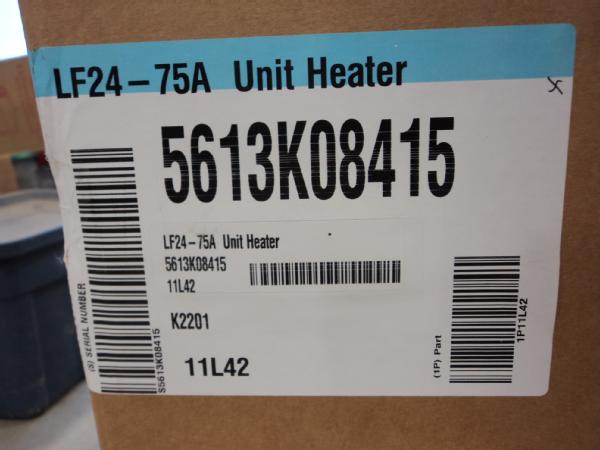 LF24-75A Unit Heater
5613K08415
LF24-75A Unit Heater
5613K08415
11L42
K2201
11L42
(S) SERIAL NUMBER
S5613K08415
(1P) Part
1P11L42